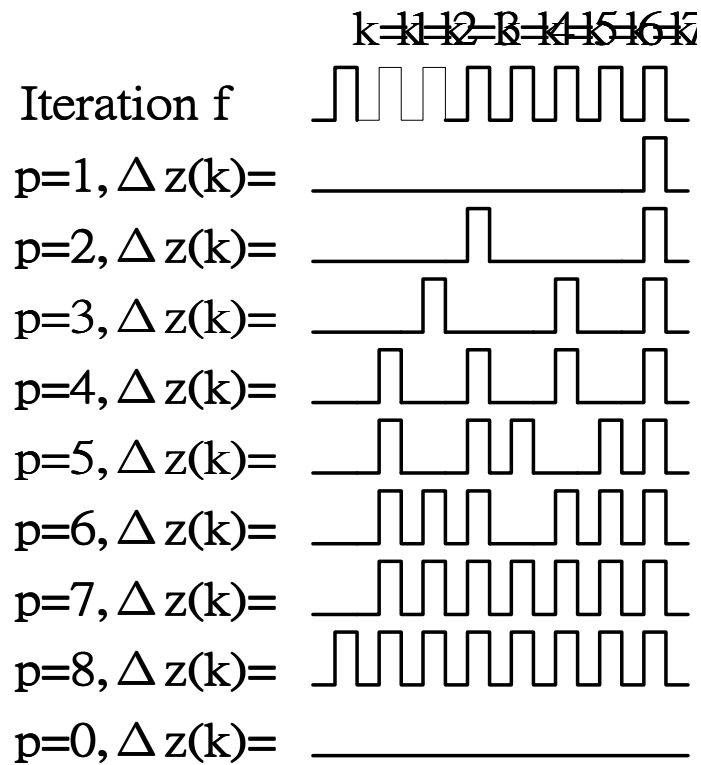 Iteration f
p=1, Δ z(k)=
p=2, Δ z(k)=
p=3, Δ z(k)=
p=4, Δ z(k)=
p=5, Δ z(k)=
p=6, Δ z(k)=
p=7, Δ z(k)=
p=8, Δ z(k)=
p=0, Δ z(k)=